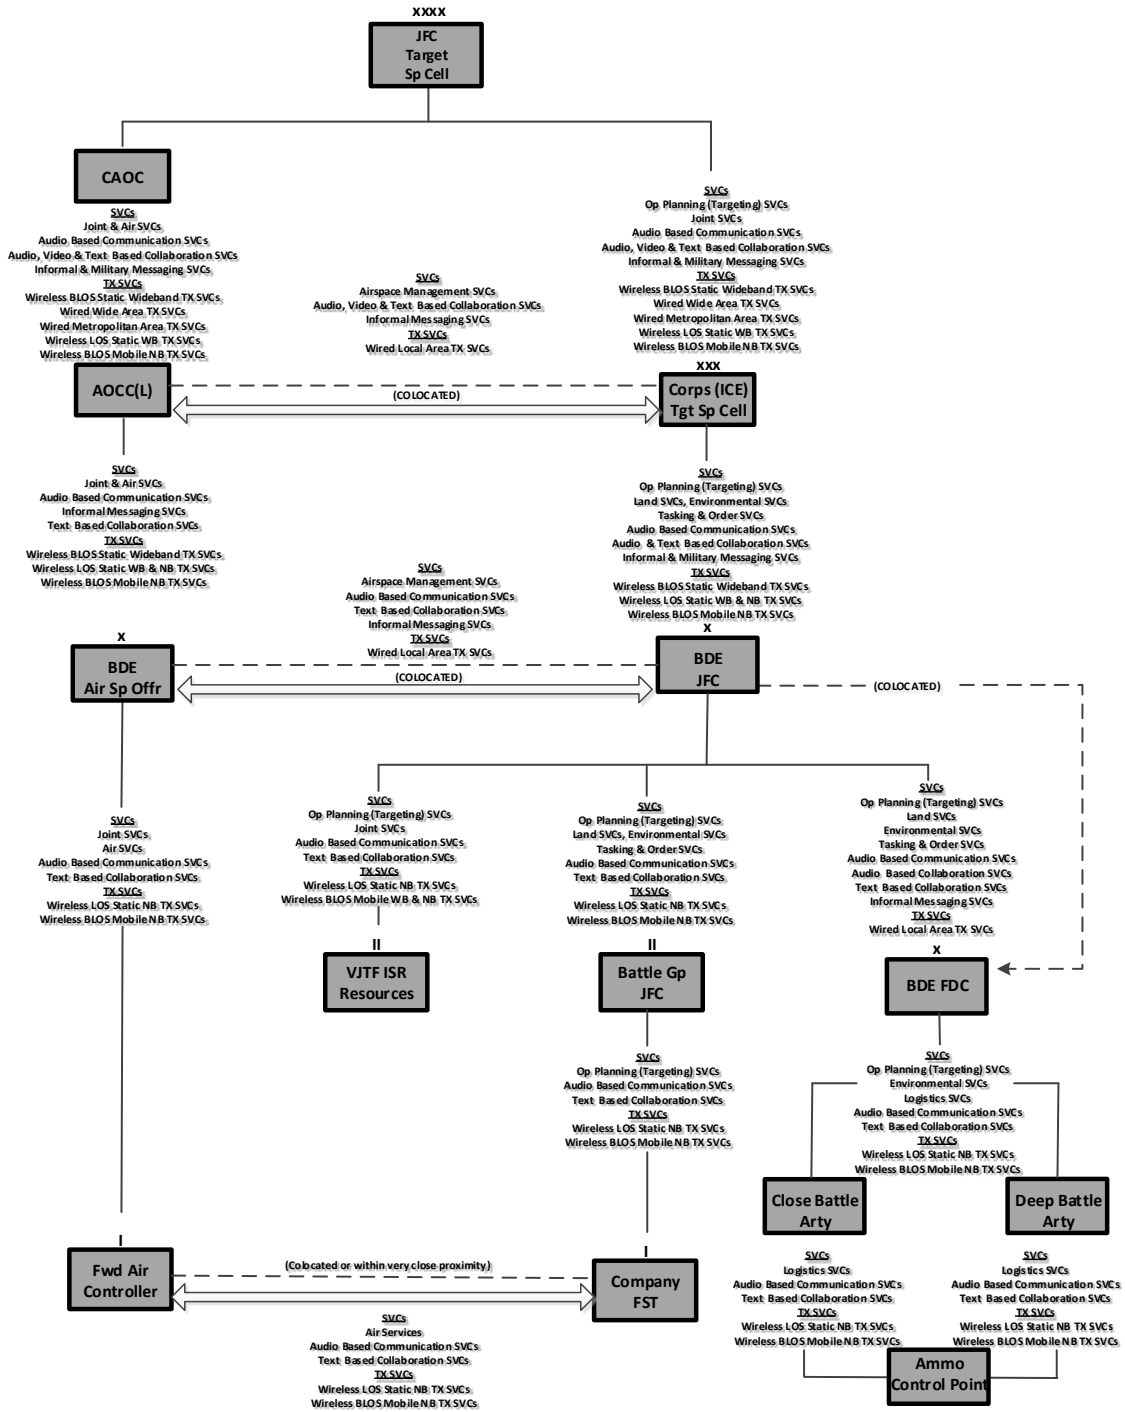 xxxx
JFC
Target
Sp Cell
CAOC
SVCs
Joint & Air SVCs
Audio Based Communication SVCs
Audio, Video & Text Based Collaboration SVCs
Informal & Military Messaging SVCs
TX SVCs
Wireless BLOS Static Wideband TX SVCs
Wired Wide Area TX SVCs
Wired Metropolitan Area TX SVCs
Wireless LOS Static WB TX SVCs
Wireless BLOS Mobile NB TX SVCs
SVCs
Op Planning (Targeting) SVCs
Joint SVCs
Audio Based Communication SVCs
Audio, Video & Text Based Collaboration SVCs
Informal & Military Messaging SVCs
TX SVCs
Wireless BLOS Static Wideband TX SVCs
Wired Wide Area TX SVCs
Wired Metropolitan Area TX SVCs
Wireless LOS Static WB TX SVCs
Wireless BLOS Mobile NB TX SVCs
SVCs
Airspace Management SVCs
Audio, Video & Text Based Collaboration SVCs
Informal Messaging SVCs
TX SVCs
Wired Local Area TX SVCs
AOCC(L)
(COLOCATED)
xxx
Corps (ICE)
Tgt Sp Cell
SVCs
Joint & Air SVCs
Audio Based Communication SVCs
Informal Messaging SVCs
Text Based Collaboration SVCs
TX SVCs
Wireless BLOS Static Wideband TX SVCs
Wireless LOS Static WB & NB TX SVCs
Wireless BLOS Mobile NB TX SVCs
SVCs
Op Planning (Targeting) SVCs
Land SVCs, Environmental SVCs
Tasking & Order SVCs
Audio Based Communication SVCs
Audio & Text Based Collaboration SVCs
Informal & Military Messaging SVCs
TX SVCs
Wireless BLOS Static Wideband TX SVCs
Wireless LOS Static WB & NB TX SVCs
Wireless BLOS Mobile NB TX SVCs
SVCs
Airspace Management SVCs
Audio Based Communication SVCs
Text Based Collaboration SVCs
Informal Messaging SVCs
TX SVCs
Wired Local Area TX SVCs
x
BDE
Air Sp Offr
(COLOCATED)
x
BDE
JFC
(COLOCATED)
SVCs
Joint SVCs
Air SVCs
Audio Based Communication SVCs
Text Based Collaboration SVCs
TX SVCs
Wireless LOS Static NB TX SVCs
Wireless BLOS Mobile NB TX SVCs
SVCs
Op Planning (Targeting) SVCs
Joint SVCs
Audio Based Communication SVCs
Text Based Collaboration SVCs
TX SVCs
Wireless LOS Static NB TX SVCs
Wireless BLOS Mobile WB & NB TX SVCs
SVCs
Op Planning (Targeting) SVCs
Land SVCs, Environmental SVCs
Tasking & Order SVCs
Audio Based Communication SVCs
Text Based Collaboration SVCs
TX SVCs
Wireless LOS Static NB TX SVCs
Wireless BLOS Mobile NB TX SVCs
SVCs
Op Planning (Targeting) SVCs
Land SVCs
Environmental SVCs
Tasking & Order SVCs
Audio Based Communication SVCs
Audio Based Collaboration SVCs
Text Based Collaboration SVCs
Informal Messaging SVCs
TX SVCs
Wired Local Area TX SVCs
II
VJTF ISR
Resources
II
Battle Gp
JFC
x
BDE FDC
SVCs
Op Planning (Targeting) SVCs
Audio Based Communication SVCs
Text Based Collaboration SVCs
TX SVCs
Wireless LOS Static NB TX SVCs
Wireless BLOS Mobile NB TX SVCs
SVCs
Op Planning (Targeting) SVCs
Environmental SVCs
Logistics SVCs
Audio Based Communication SVCs
Text Based Collaboration SVCs
TX SVCs
Wireless LOS Static NB TX SVCs
Wireless BLOS Mobile NB TX SVCs
Close Battle
Arty
Deep Battle
Arty
I
Fwd Air
Controller
(Colocated or within very close proximity)
I
Company
FST
SVCs
Air Services
Audio Based Communication SVCs
Text Based Collaboration SVCs
TX SVCs
Wireless LOS Static NB TX SVCs
Wireless BLOS Mobile NB TX SVCs
SVCs
Logistics SVCs
Audio Based Communication SVCs
Text Based Collaboration SVCs
TX SVCs
Wireless LOS Static NB TX SVCs
Wireless BLOS Mobile NB TX SVCs
SVCs
Logistics SVCs
Audio Based Communication SVCs
Text Based Collaboration SVCs
TX SVCs
Wireless LOS Static NB TX SVCs
Wireless BLOS Mobile NB TX SVCs
Ammo
Control Point